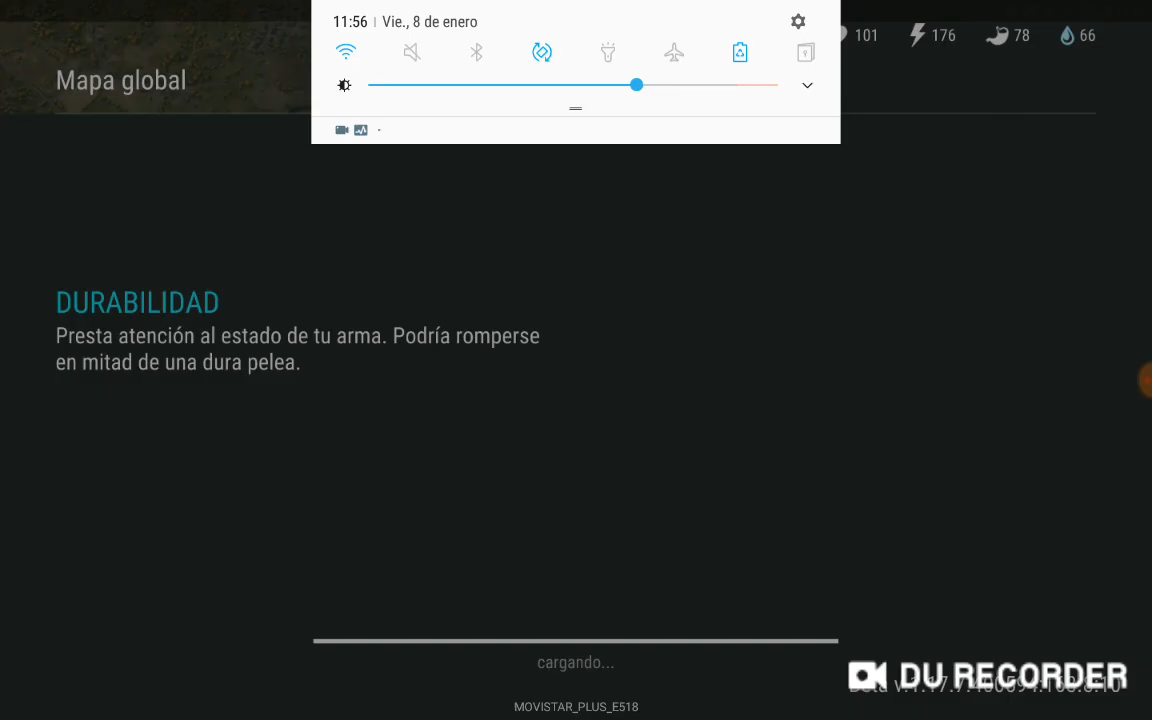 11:56 | Vie., 8 de enero
101 176 78 66
Mapa global
DURABILIDAD
Presta atención al estado de tu arma. Podría romperse
en mitad de una dura pelea.
cargando...
DU RECORDER
MOVISTAR_PLUS_E518